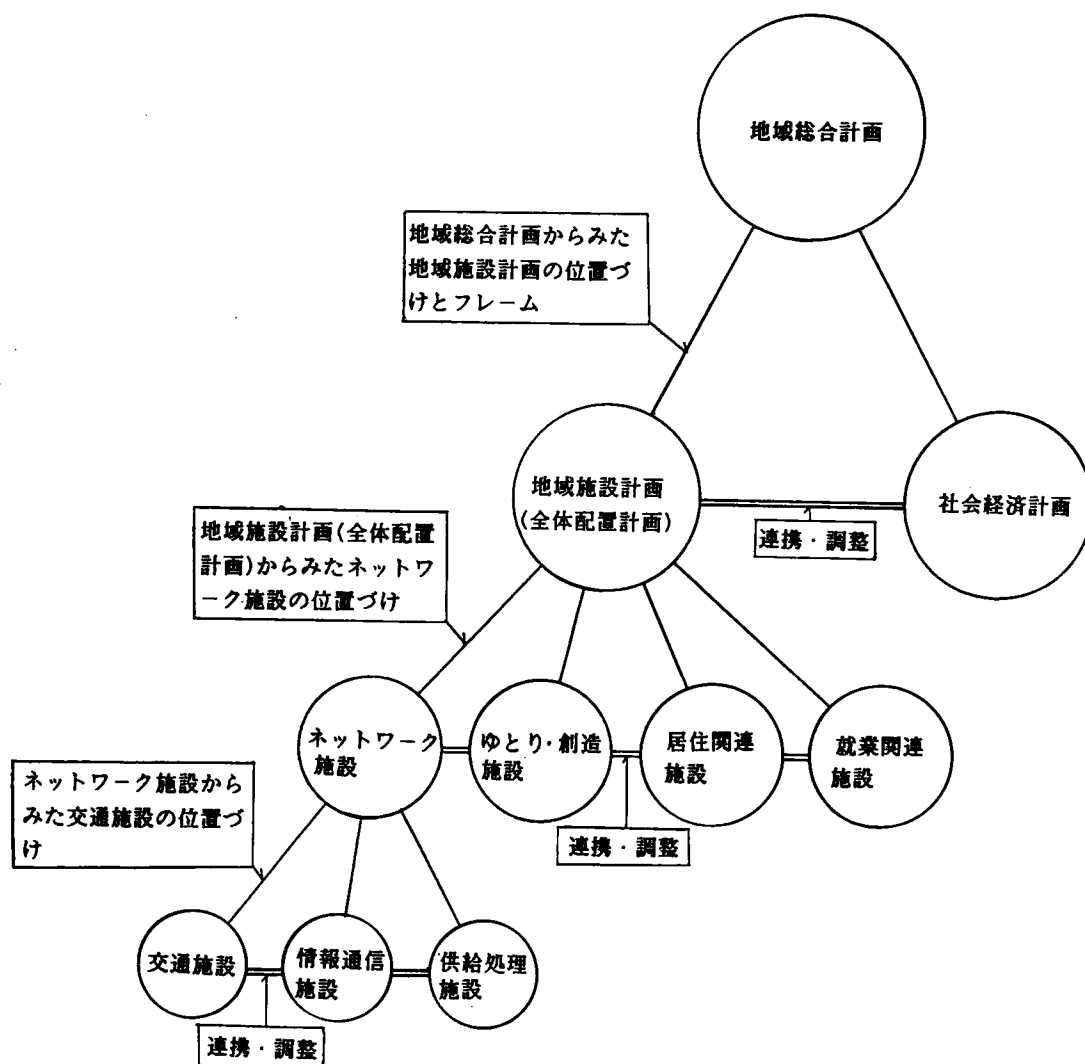 地域総合計画
地域総合計画からみた
地域施設計画の位置づ
けとフレーム
地域施設計画
(全体配置計画)
社会経済計画
連携・調整
地域施設計画(全体配置
計画)からみたネットワ
ーク施設の位置づけ
ネットワーク
施設
ゆとり・創造
施設
居住関連
施設
就業関連
施設
ネットワーク施設から
みた交通施設の位置づ
け
連携・調整
交通施設
情報通信
施設
供給処理
施設
連携・調整